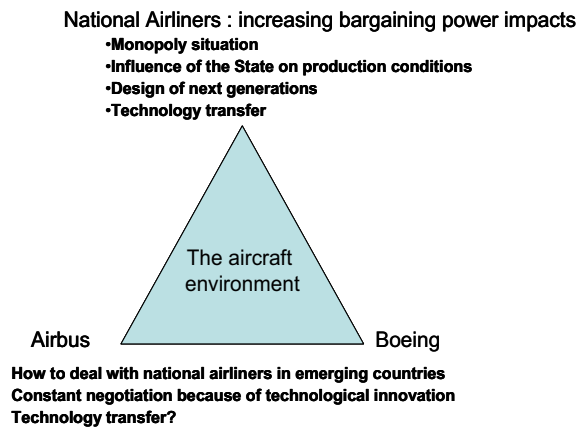 National Airliners : increasing bargaining power impacts
•Monopoly situation
•Influence of the State on production conditions
•Design of next generations
•Technology transfer
The aircraft
environment
Airbus
Boeing
How to deal with national airliners in emerging countries
Constant negotiation because of technological innovation
Technology transfer?